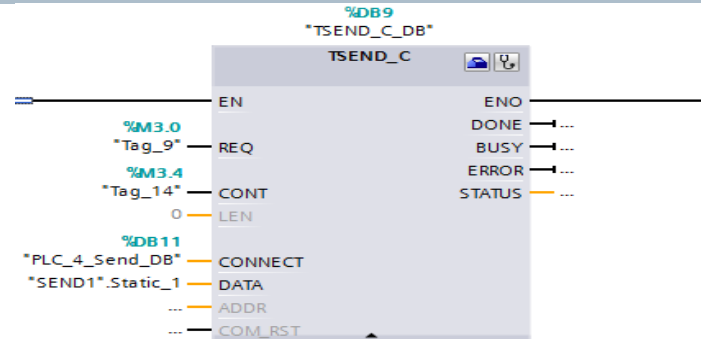 %DB9
"TSEND_C_DB"
TSEND_C
EN ENO
%M3.0 DONE ---
"Tag_9" REQ BUSY ---
%M3.4 ERROR ---
"Tag_14" CONT STATUS ---
0 LEN
%DB11
"PLC_4_Send_DB" CONNECT
"SEND1".Static_1 DATA
--- ADDR
--- COM_RST